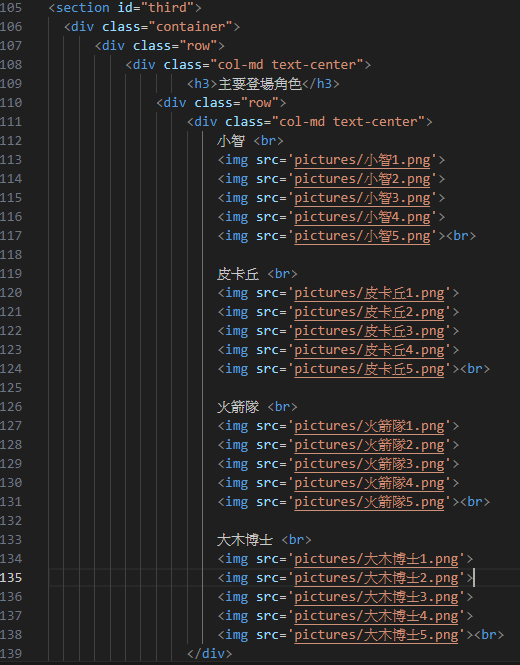 105 <section id="third">
106 <div class="container">
107 <div class="row">
108 <div class="col-md text-center">
109 <h3>主要登場角色</h3>
110 <div class="row">
111 <div class="col-md text-center">
112 小智 <br>
113 <img src='pictures/小智1.png'>
114 <img src='pictures/小智2.png'>
115 <img src='pictures/小智3.png'>
116 <img src='pictures/小智4.png'>
117 <img src='pictures/小智5.png'><br>
118
119 皮卡丘 <br>
120 <img src='pictures/皮卡丘1.png'>
121 <img src='pictures/皮卡丘2.png'>
122 <img src='pictures/皮卡丘3.png'>
123 <img src='pictures/皮卡丘4.png'>
124 <img src='pictures/皮卡丘5.png'><br>
125
126 火箭隊 <br>
127 <img src='pictures/火箭隊1.png'>
128 <img src='pictures/火箭隊2.png'>
129 <img src='pictures/火箭隊3.png'>
130 <img src='pictures/火箭隊4.png'>
131 <img src='pictures/火箭隊5.png'><br>
132
133 大木博士 <br>
134 <img src='pictures/大木博士1.png'>
135 <img src='pictures/大木博士2.png'>
136 <img src='pictures/大木博士3.png'>
137 <img src='pictures/大木博士4.png'>
138 <img src='pictures/大木博士5.png'><br>
139 </div>